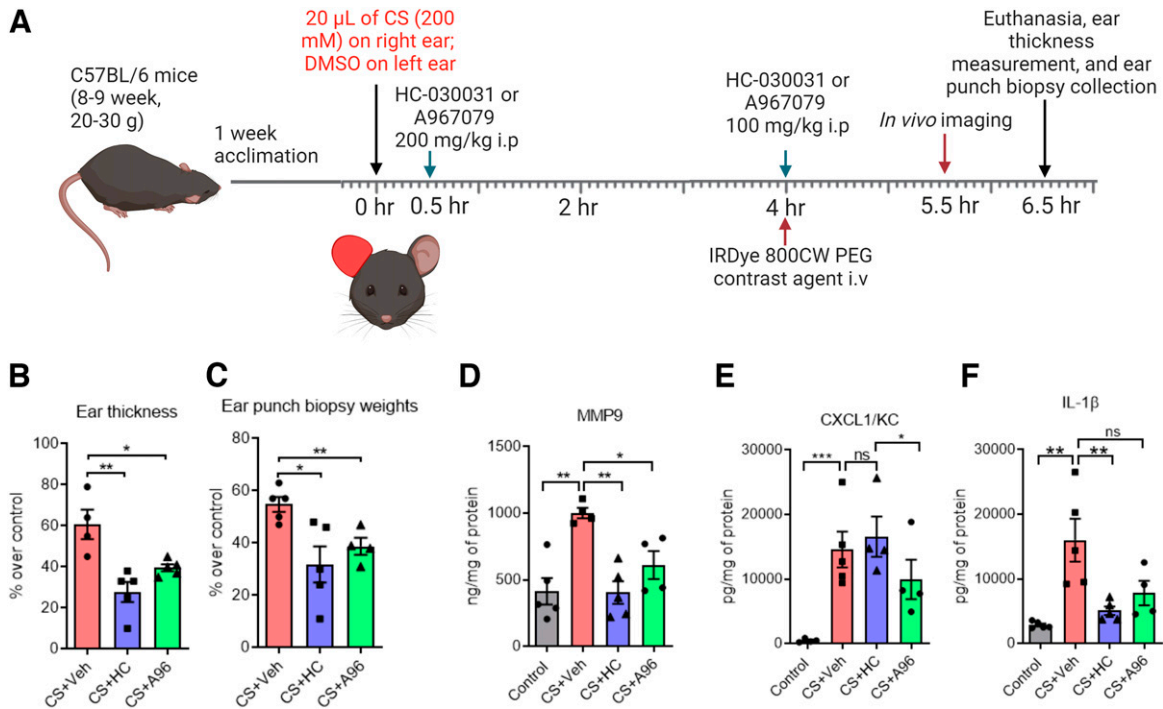 A
C57BL/6 mice
(8-9 week,
20-30 g)
1 week
acclimation
20 µL of CS (200
mM) on right ear;
DMSO on left ear
HC-030031 or
A967079
200 mg/kg i.p
HC-030031 or
A967079
100 mg/kg i.p
In vivo imaging
Euthanasia, ear
thickness
measurement, and ear
punch biopsy collection
0 hr 0.5 hr 2 hr 4 hr 5.5 hr 6.5 hr
IRDye 800CW PEG
contrast agent i.v
B
Ear thickness
% over control
100
80
60
40
20
0
*
**
CS+Veh
CS+HC
CS+A96
C
Ear punch biopsy weights
% over control
80
60
40
20
0
**
*
CS+Veh
CS+HC
CS+A96
D
MMP9
ng/mg of protein
1500
1000
500
0
*
** **
Control
CS+Veh
CS+HC
CS+A96
E
CXCL1/KC
pg/mg of protein
30000
20000
10000
0
*
*** ns
Control
CS+Veh
CS+HC
CS+A96
F
IL-1β
pg/mg of protein
30000
20000
10000
0
ns
** **
Control
CS+Veh
CS+HC
CS+A96